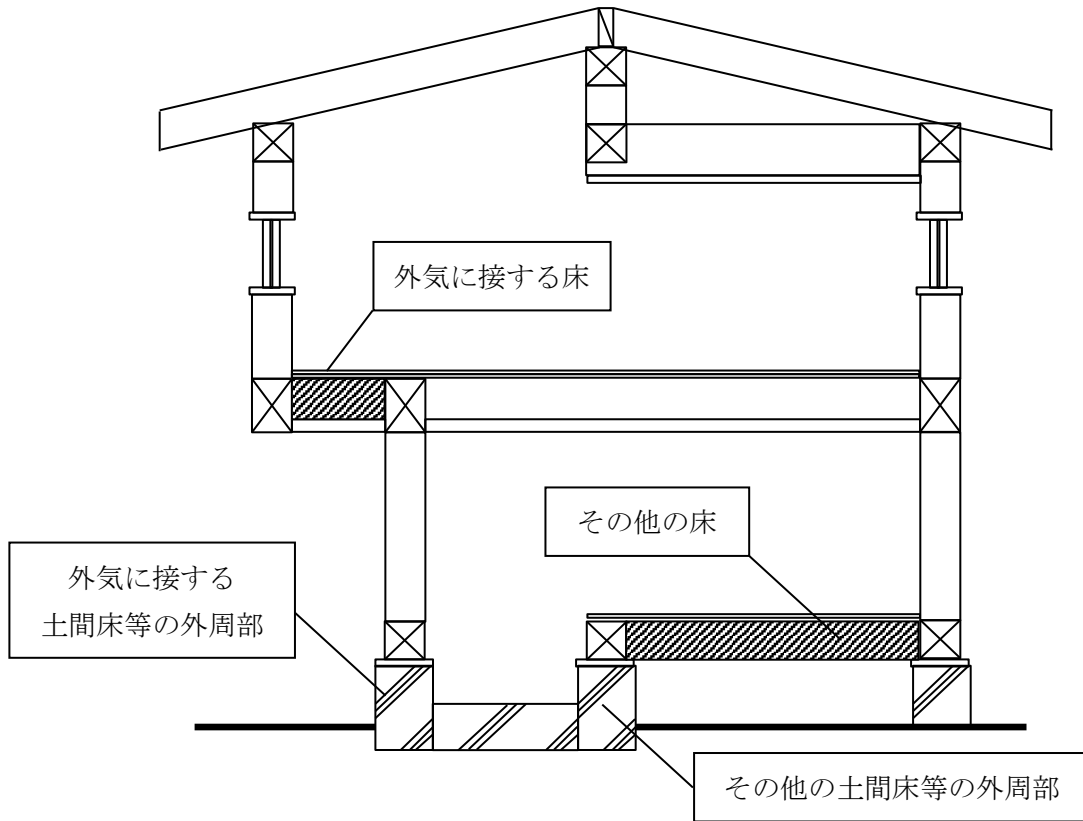 外気に接する床
その他の床
外気に接する
土間床等の外周部
その他の土間床等の外周部